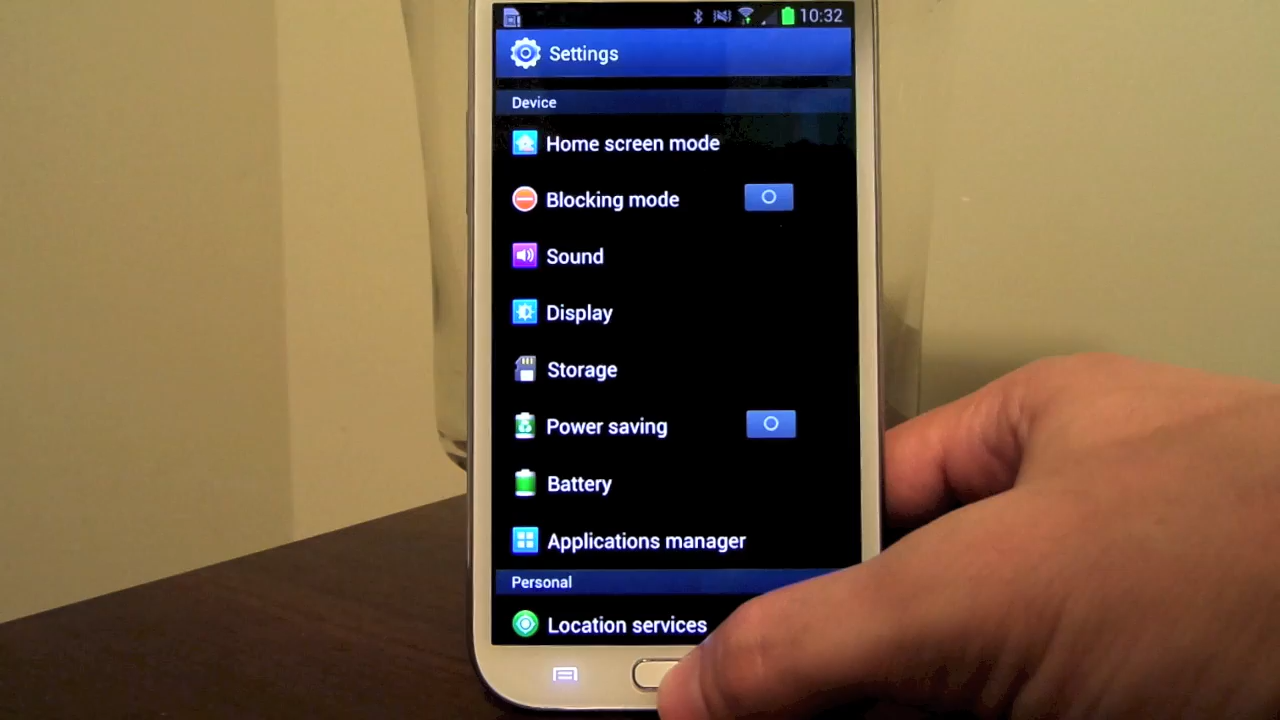 10:32
Settings
Device
Home screen mode
Blocking mode
Sound
Display
Storage
Power saving
Battery
Applications manager
Personal
Location services